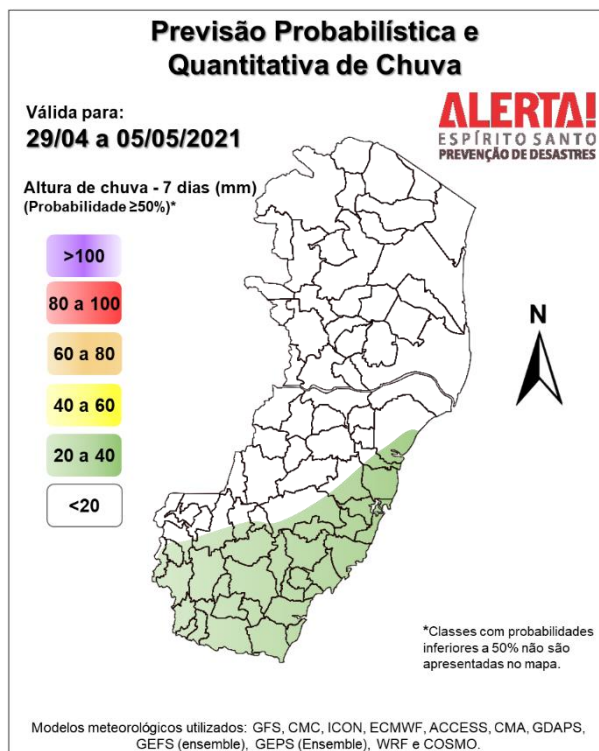 Previsão Probabilística e
Quantitativa de Chuva
Válida para:
29/04 a 05/05/2021
ALERTA!
ESPÍRITO SANTO
PREVENÇÃO DE DESASTRES
Altura de chuva - 7 dias (mm)
(Probabilidade ≥50%)*
>100
80 a 100
60 a 80
40 a 60
20 a 40
<20
N
*Classes com probabilidades
inferiores a 50% não são
apresentadas no mapa.
Modelos meteorológicos utilizados: GFS, CMC, ICON, ECMWF, ACCESS, CMA, GDAPS,
GEFS (ensemble), GEPS (Ensemble), WRF e COSMO.